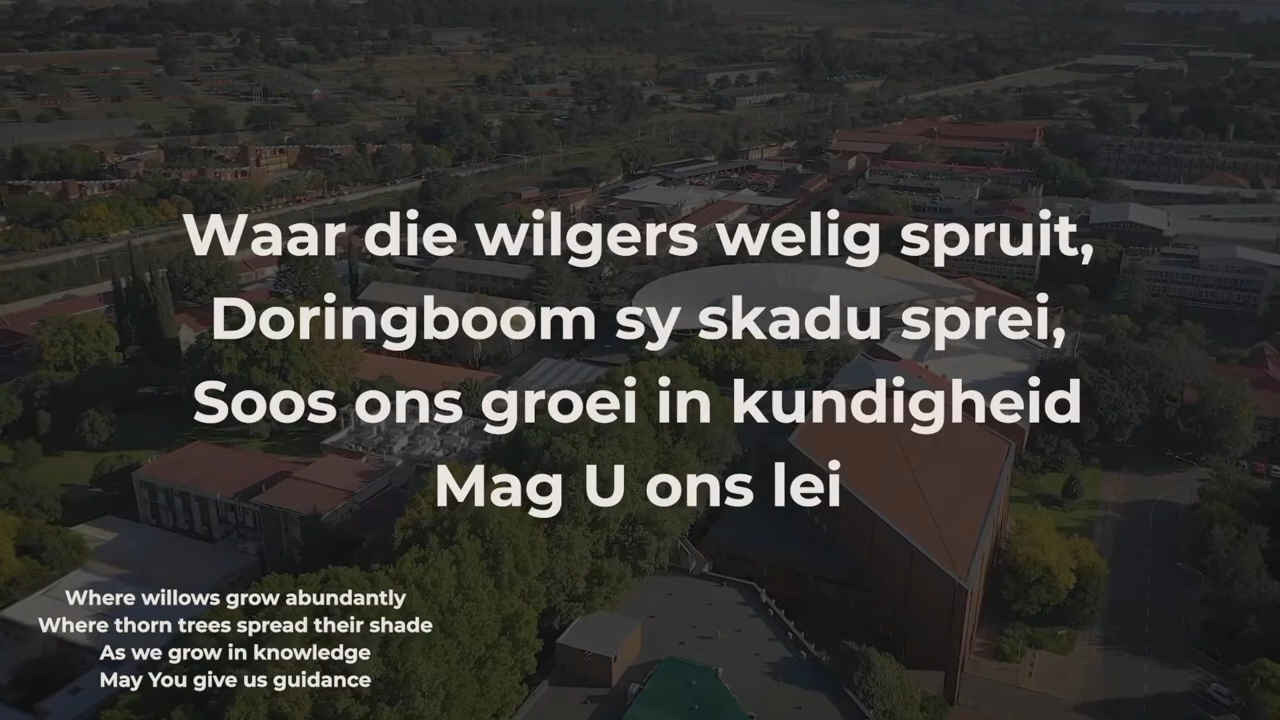 Waar die wilgers welig spruit,
Doringboom sy skadu sprei,
Soos ons groei in kundigheid
Mag U ons lei
Where willows grow abundantly
Where thorn trees spread their shade
As we grow in knowledge
May You give us guidance